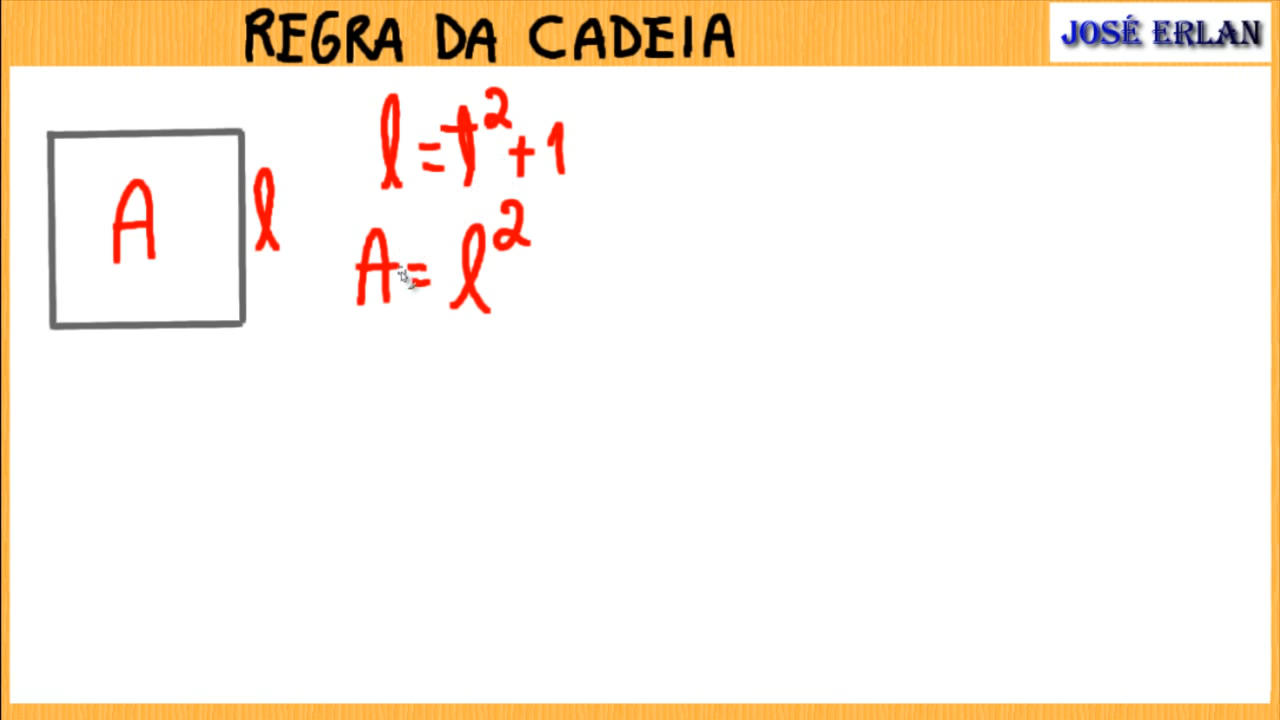 REGRA DA CADEIA
JOSÉ ERLAN
A
l
l = t²+1
A = l²